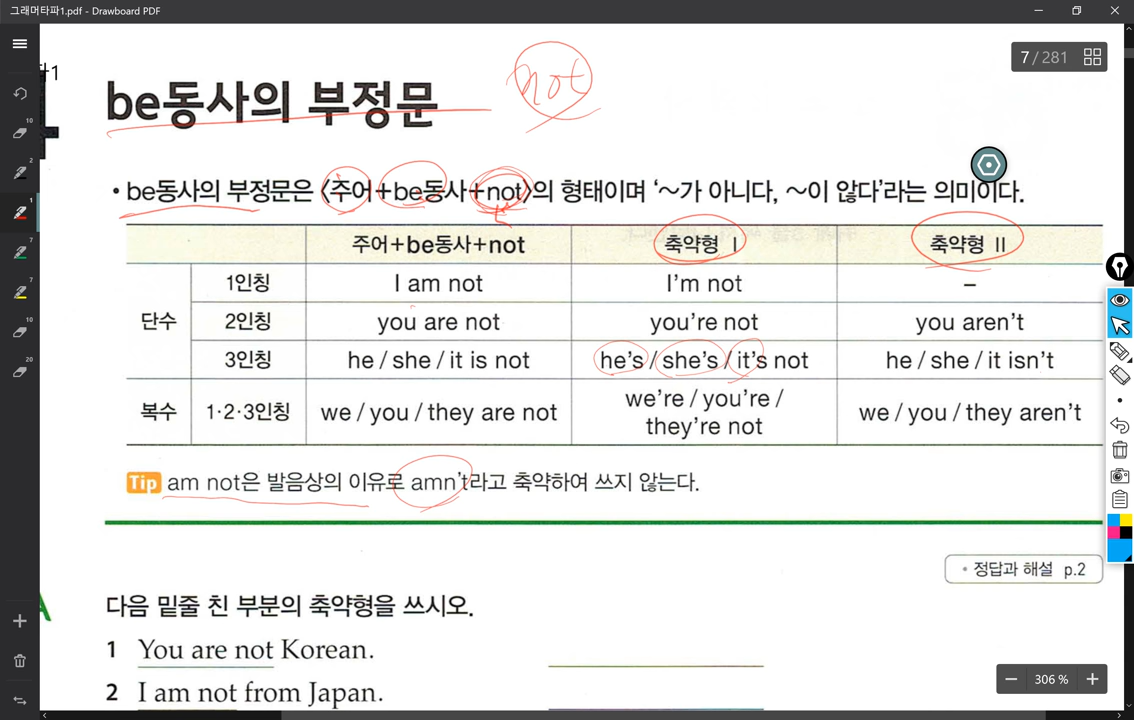 그래머타파1.pdf - Drawboard PDF
7 / 281
be동사의 부정문
not
• be동사의 부정문은 〈주어+be동사+not〉의 형태이며 '~가 아니다, ~이 않다'라는 의미이다.
주어+be동사+not 축약형 Ⅰ 축약형 Ⅱ
단수 1인칭 I am not I'm not –
2인칭 you are not you're not you aren't
3인칭 he / she / it is not he's / she's / it's not he / she / it isn't
복수 1·2·3인칭 we / you / they are not we're / you're / they're not we / you / they aren't
Tip am not은 발음상의 이유로 amn't라고 축약하여 쓰지 않는다.
• 정답과 해설 p.2
다음 밑줄 친 부분의 축약형을 쓰시오.
1 You are not Korean.
2 I am not from Japan.
306 %
10
2
1
7
7
10
20